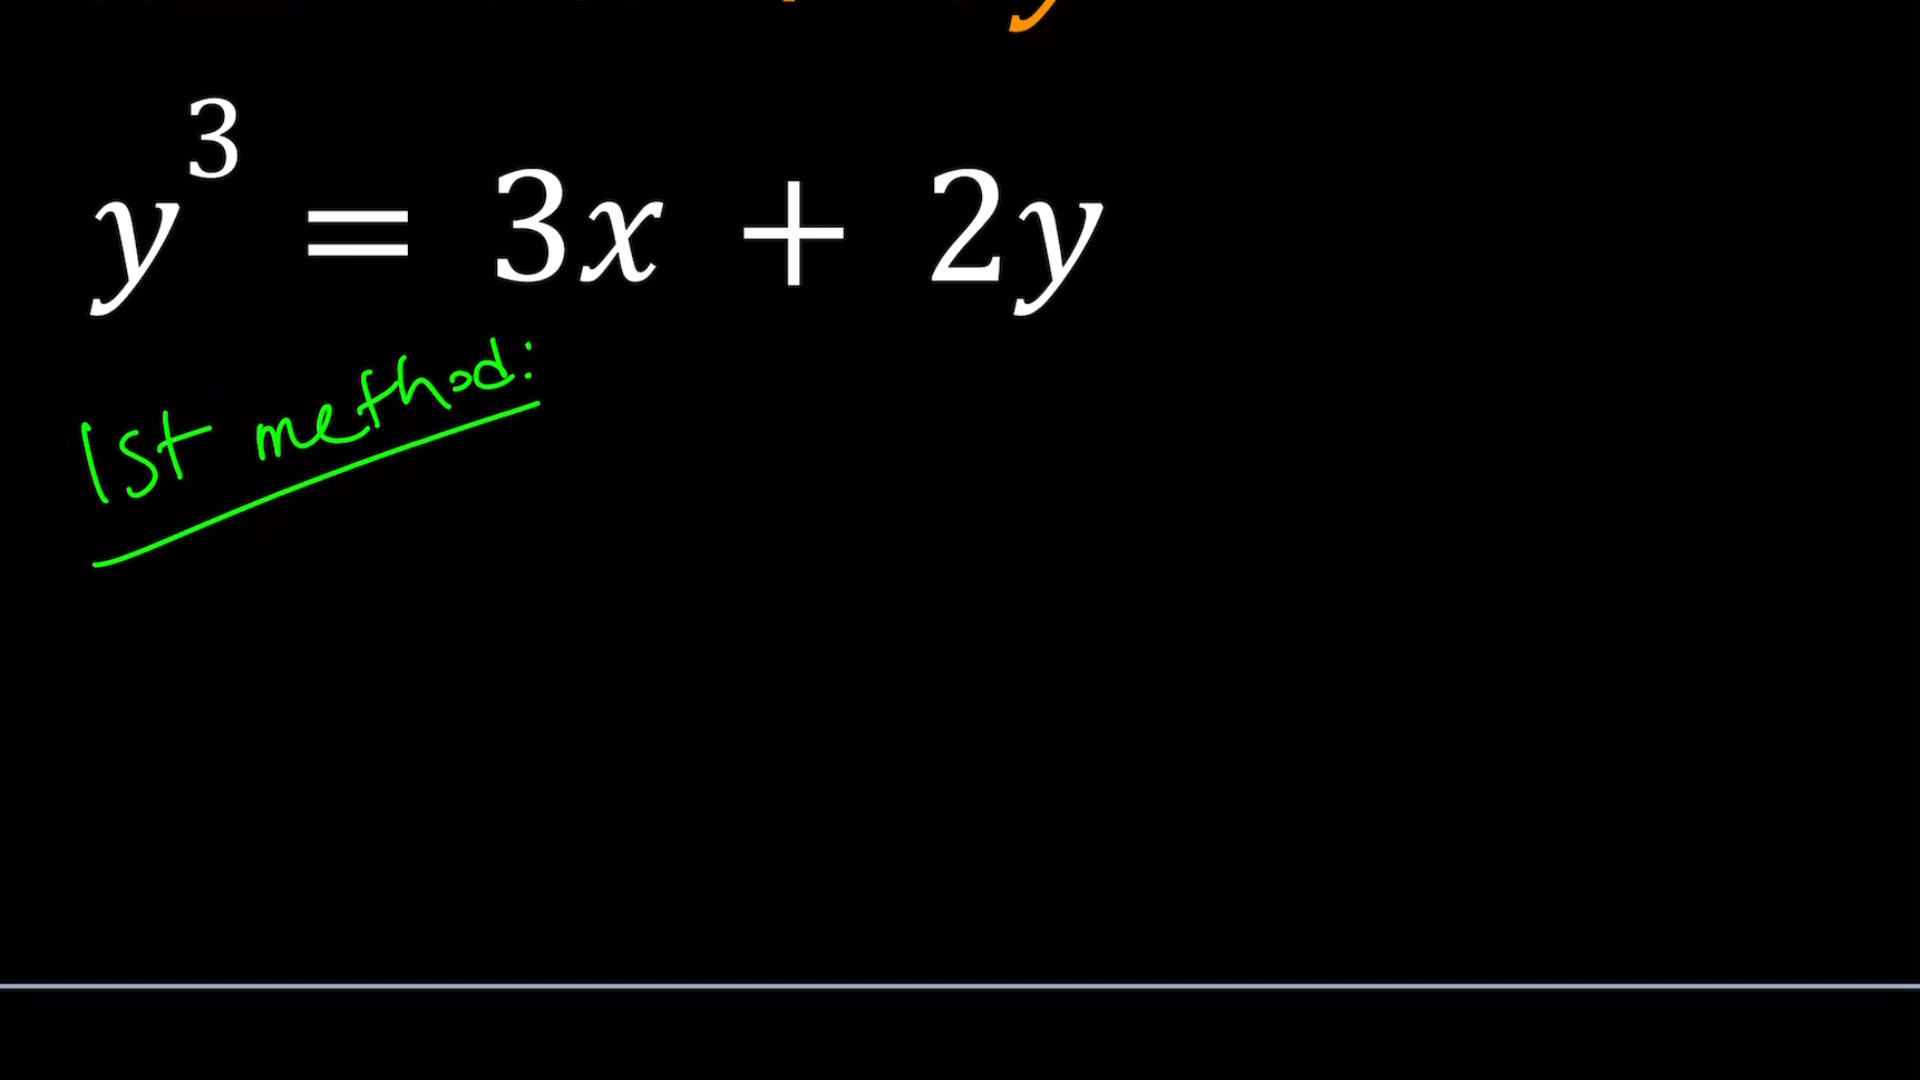 y³ = 3x + 2y
1st method: